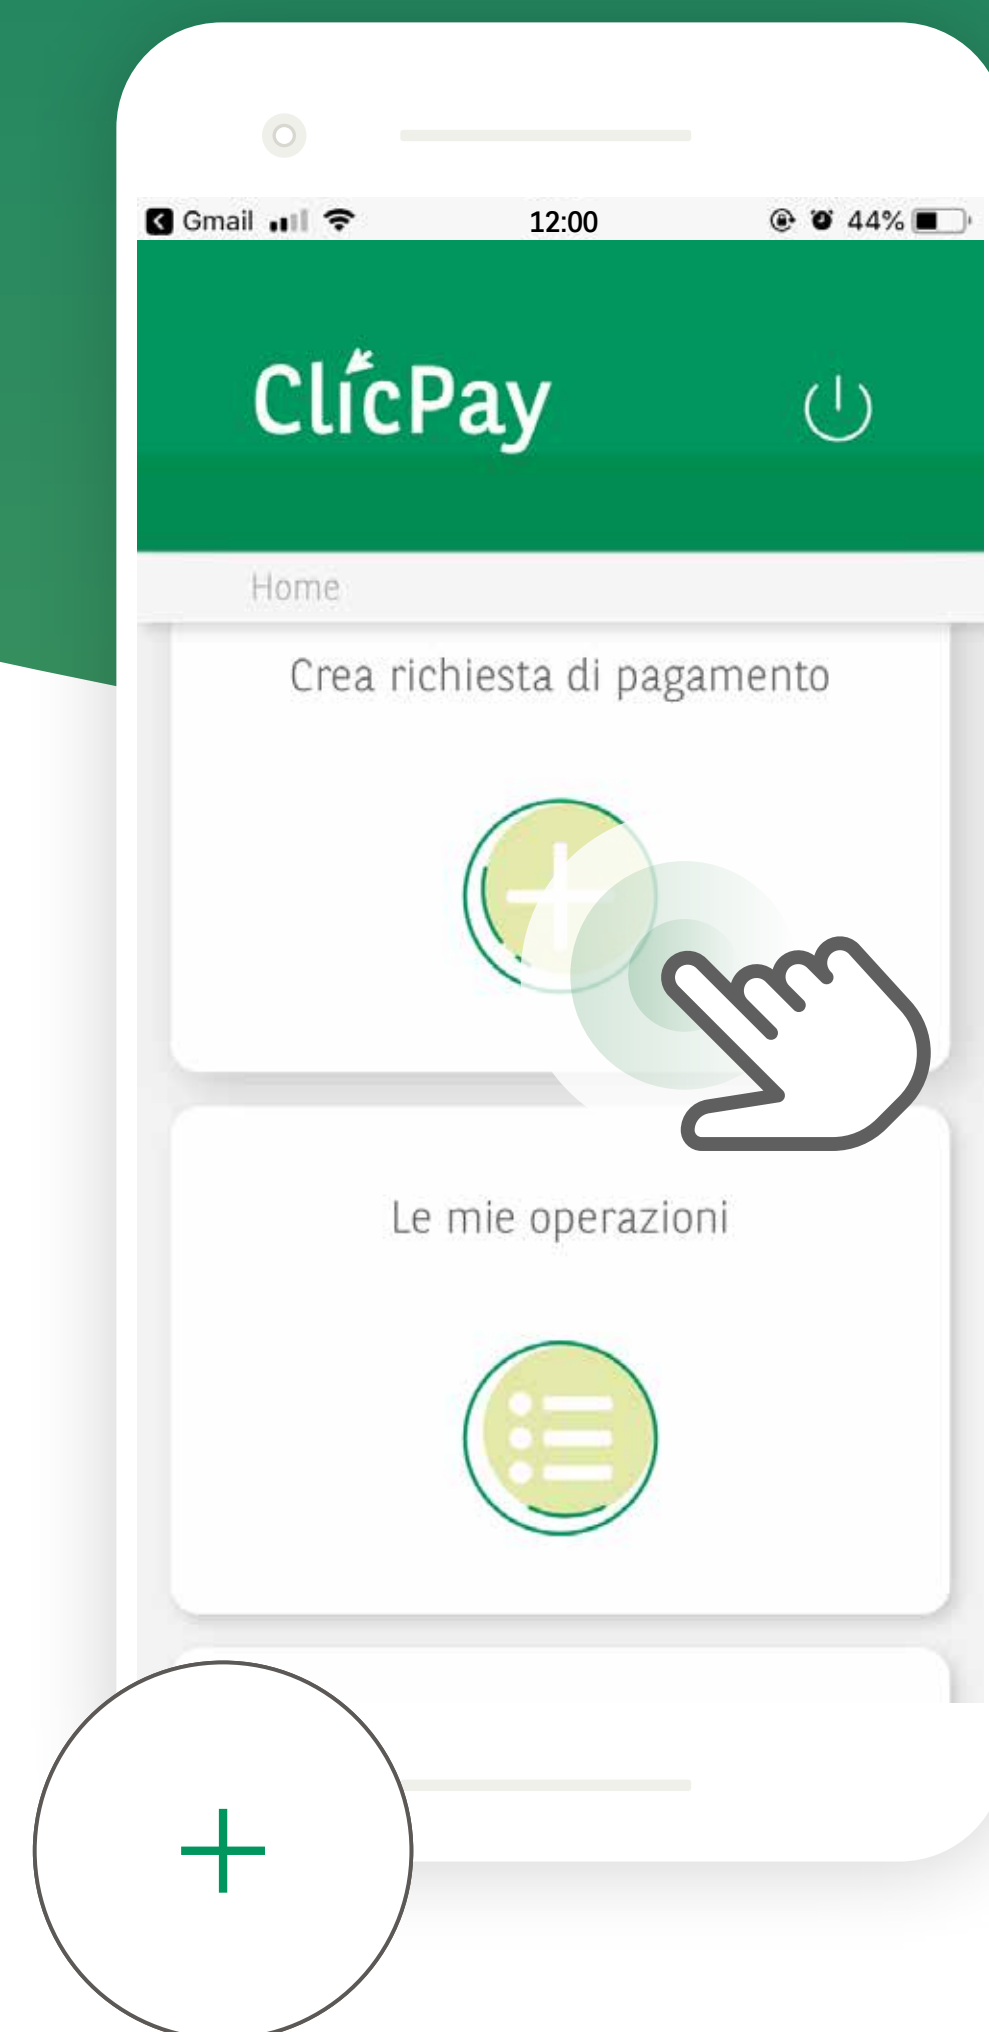 Gmail 12:00 44%
ClicPay
Home
Crea richiesta di pagamento
Le mie operazioni